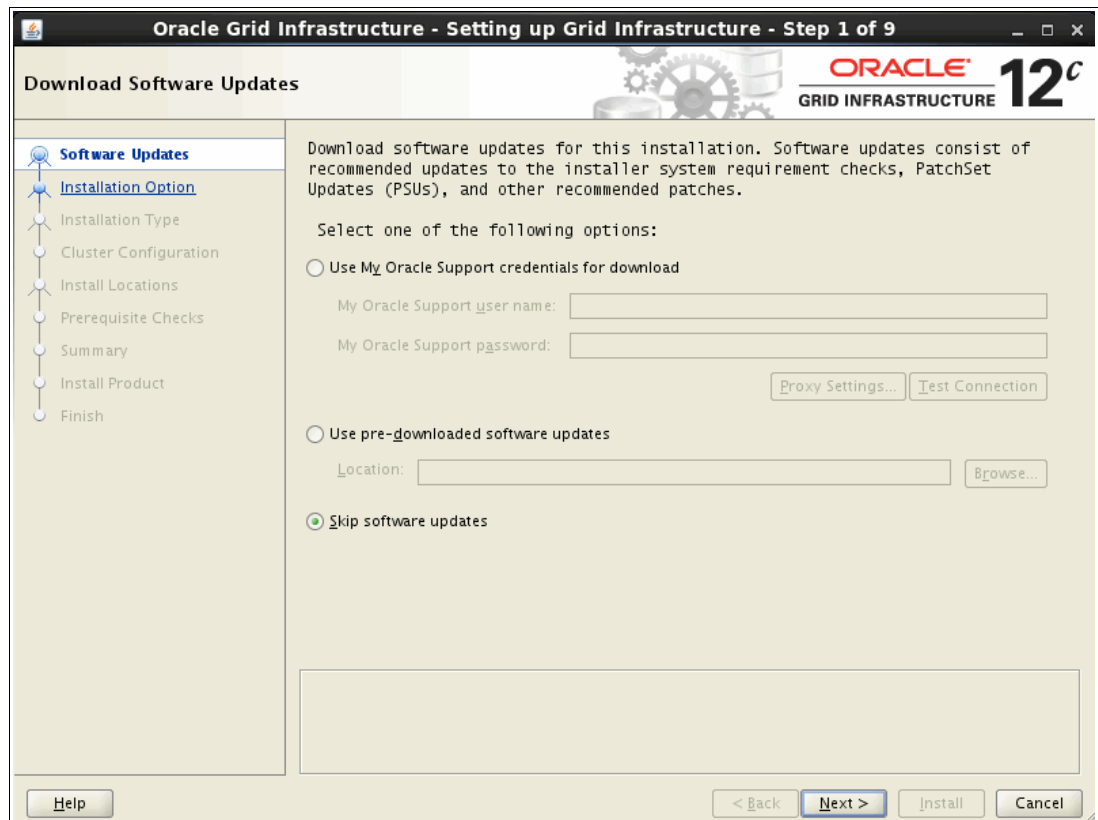 Oracle Grid Infrastructure - Setting up Grid Infrastructure - Step 1 of 9
Download Software Updates
ORACLE
GRID INFRASTRUCTURE
12c
Software Updates
Installation Option
Installation Type
Cluster Configuration
Install Locations
Prerequisite Checks
Summary
Install Product
Finish
Download software updates for this installation. Software updates consist of
recommended updates to the installer system requirement checks, PatchSet
Updates (PSUs), and other recommended patches.
Select one of the following options:
Use My Oracle Support credentials for download
My Oracle Support user name:
My Oracle Support password:
Proxy Settings... Test Connection
Use pre-downloaded software updates
Location: Browse...
Skip software updates
Help < Back Next > Install Cancel